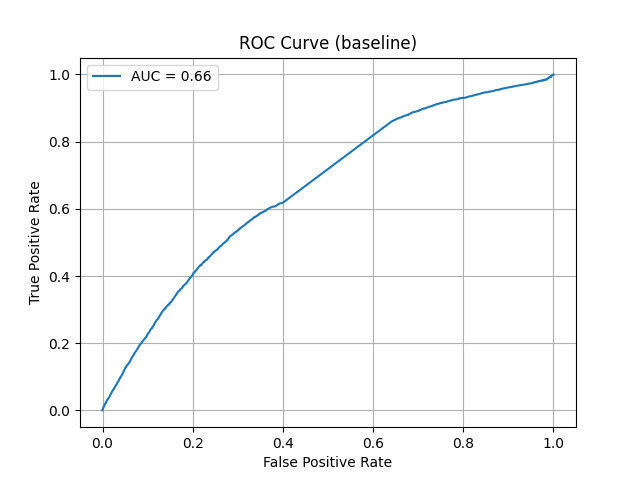 ROC Curve (baseline)
AUC = 0.66
True Positive Rate
1.0
0.8
0.6
0.4
0.2
0.0
0.0 0.2 0.4 0.6 0.8 1.0
False Positive Rate